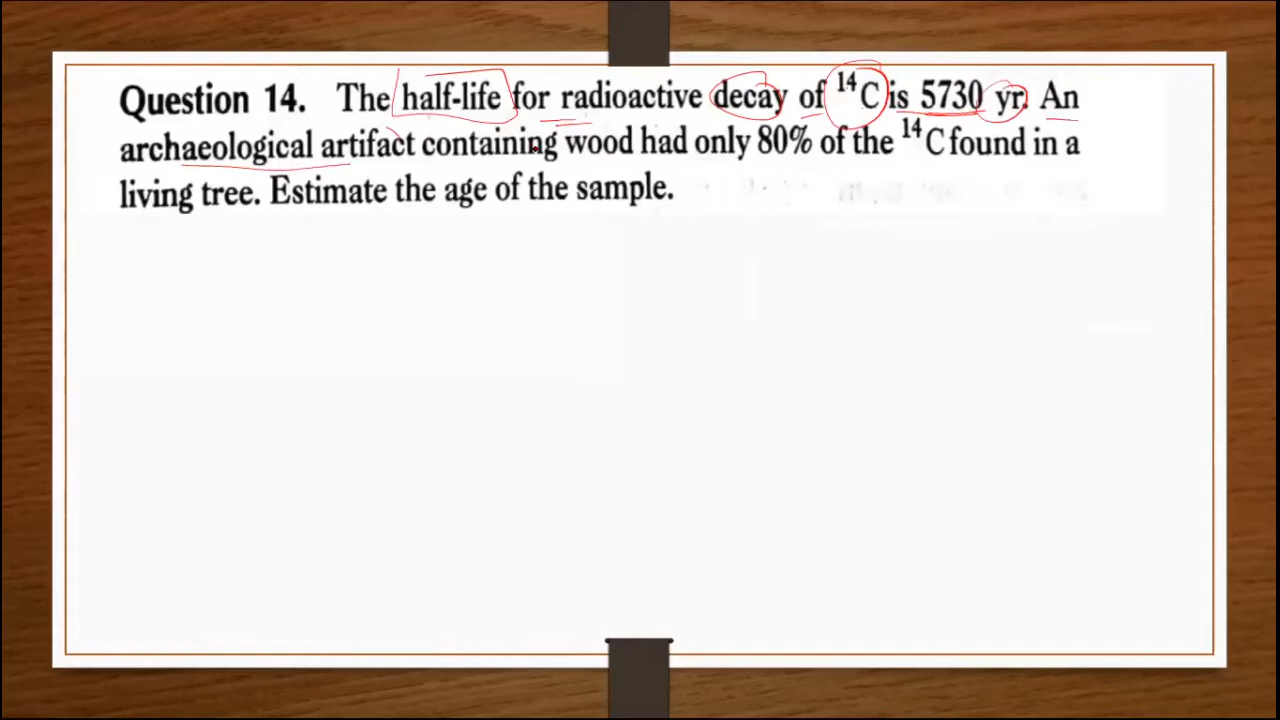 Question 14. The half-life for radioactive decay of ¹⁴C is 5730 yr. An
archaeological artifact containing wood had only 80% of the ¹⁴C found in a
living tree. Estimate the age of the sample.